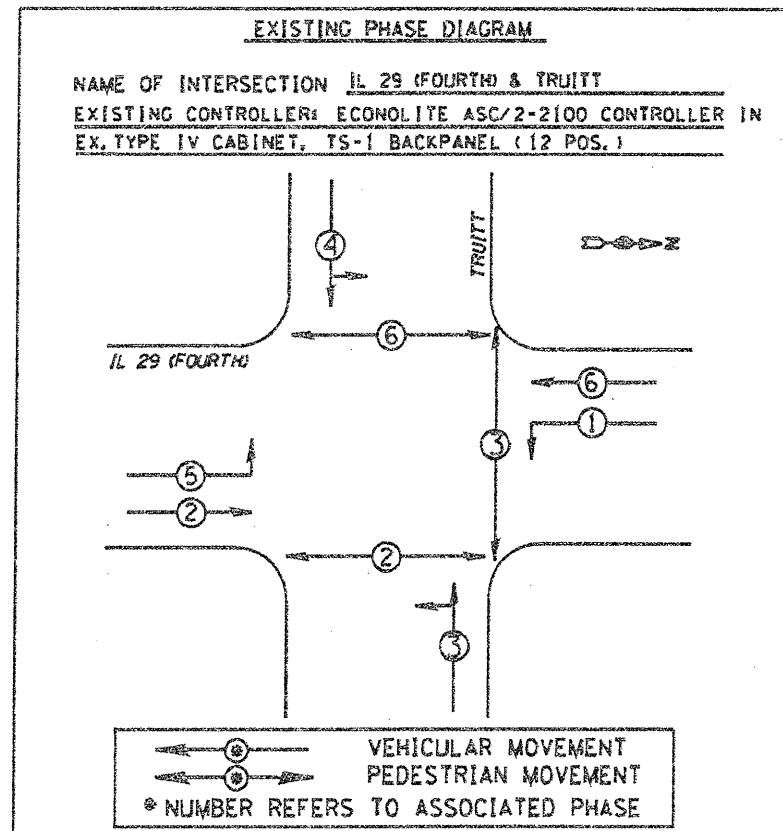 EXISTING PHASE DIAGRAM
NAME OF INTERSECTION IL 29 (FOURTH) & TRUITT
EXISTING CONTROLLER: ECONOLITE ASC/2-2100 CONTROLLER IN
EX. TYPE IV CABINET, TS-1 BACKPANEL (12 POS.)
4
TRUITT
N
6
IL 29 (FOURTH)
6
1
3
5
2
2
3
VEHICULAR MOVEMENT
PEDESTRIAN MOVEMENT
* NUMBER REFERS TO ASSOCIATED PHASE